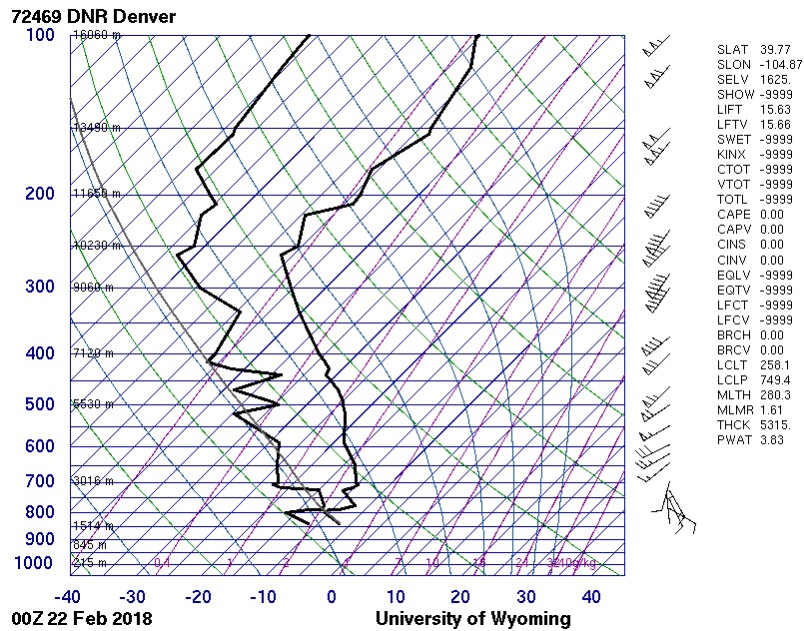 72469 DNR Denver
100 16060 m
13490 m
200 11650 m
10230 m
300 9060 m
400 7120 m
500 5530 m
600
700 3016 m
800
1514 m
900
845 m
1000 215 m
0.4 1 2 4 7 10 16 24 32 40g/kg
-40 -30 -20 -10 0 10 20 30 40
00Z 22 Feb 2018 University of Wyoming
SLAT 39.77
SLON -104.87
SELV 1625.
SHOW -9999
LIFT 15.63
LFTV 15.66
SWET -9999
KINX -9999
CTOT -9999
VTOT -9999
TOTL -9999
CAPE 0.00
CAPV 0.00
CINS 0.00
CINV 0.00
EQLV -9999
EQTV -9999
LFCT -9999
LFCV -9999
BRCH 0.00
BRCV 0.00
LCLT 258.1
LCLP 749.4
MLTH 280.3
MLMR 1.61
THCK 5315.
PWAT 3.83